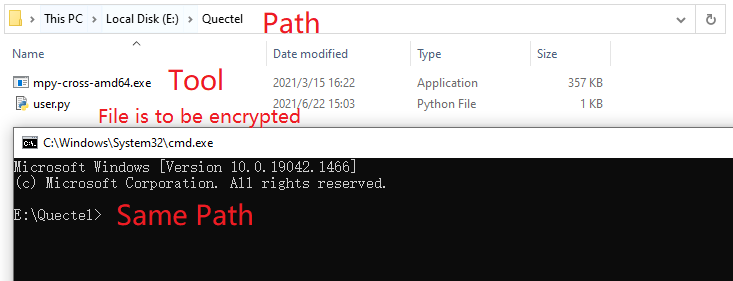 This PC > Local Disk (E:) > Quectel
Path
Name Date modified Type Size
mpy-cross-amd64.exe 2021/3/15 16:22 Application 357 KB
Tool
user.py 2021/6/22 15:03 Python File 1 KB
File is to be encrypted
C:\Windows\System32\cmd.exe
Microsoft Windows [Version 10.0.19042.1466]
(c) Microsoft Corporation. All rights reserved.
E:\Quectel>
Same Path